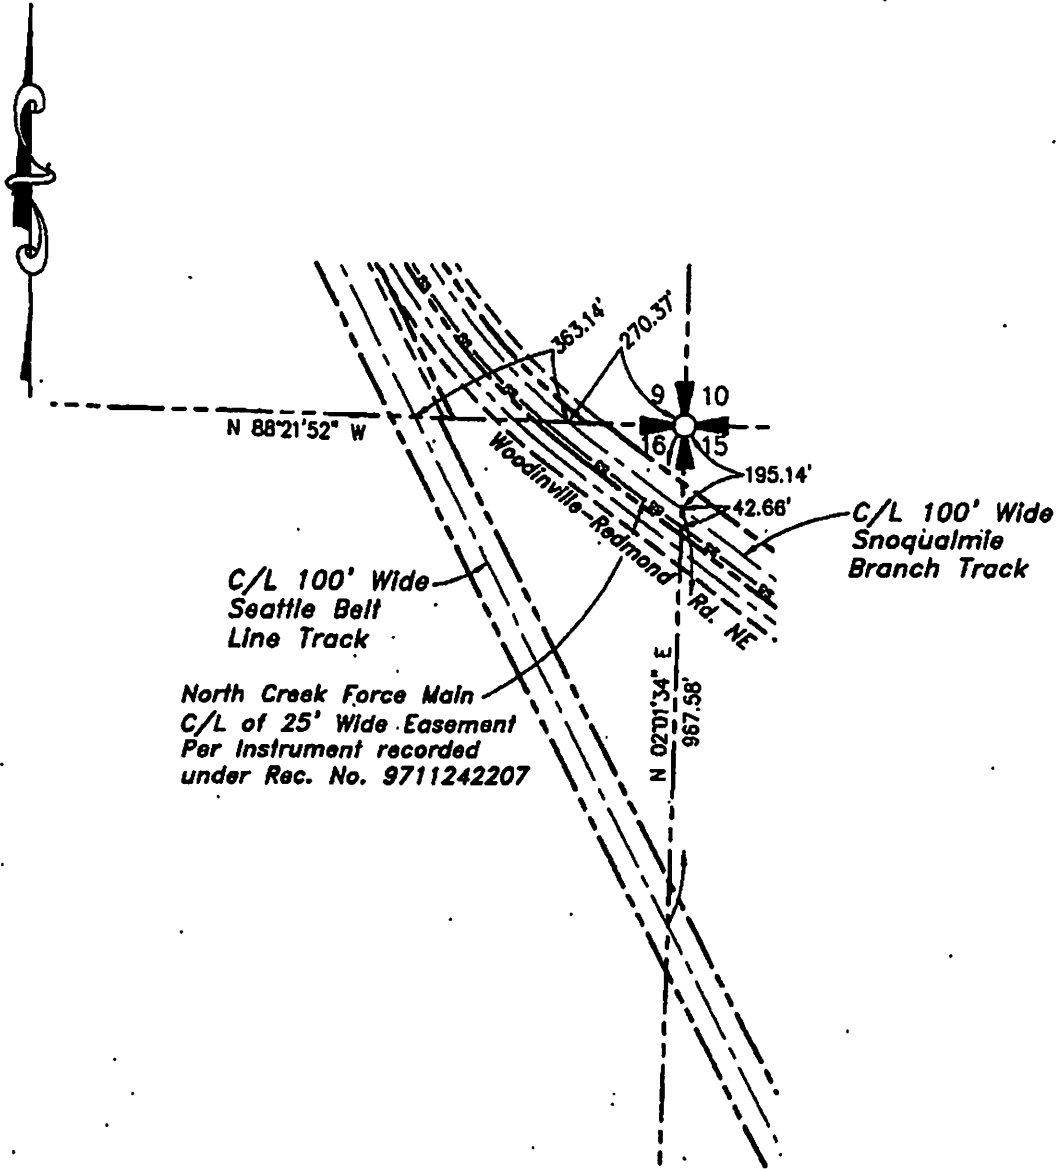 363.14'
270.37'
9 10
16 15
N 88°21'52" W
195.14'
42.66'
Woodinville-Redmond Rd. NE
C/L 100' Wide
Snoqualmie
Branch Track
C/L 100' Wide
Seattle Belt
Line Track
North Creek Force Main
C/L of 25' Wide Easement
Per Instrument recorded
under Rec. No. 9711242207
N 02°01'34" E
967.58'